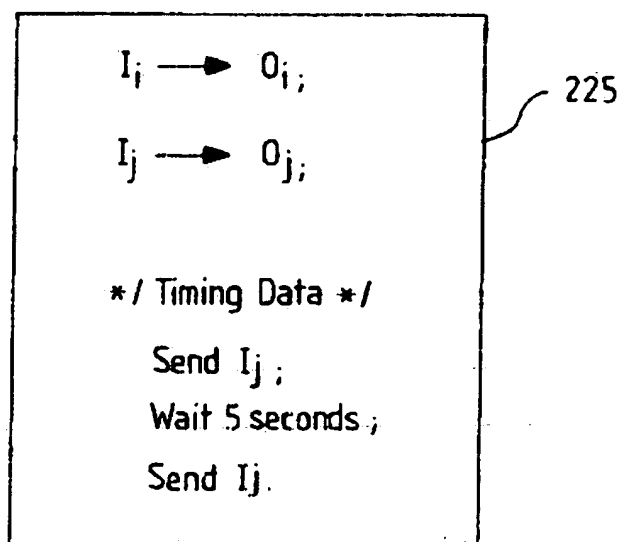 Ii → Oi;
225
Ij → Oj;
*/ Timing Data */
Send Ij;
Wait 5 seconds;
Send Ij.